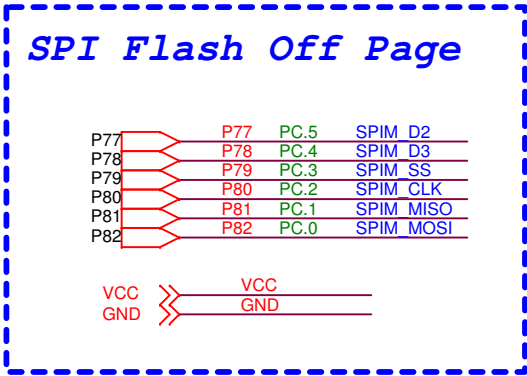 SPI Flash Off Page
P77 P77 PC.5 SPIM_D2
P78 P78 PC.4 SPIM_D3
P79 P79 PC.3 SPIM_SS
P80 P80 PC.2 SPIM_CLK
P81 P81 PC.1 SPIM_MISO
P82 P82 PC.0 SPIM_MOSI
VCC VCC
GND GND